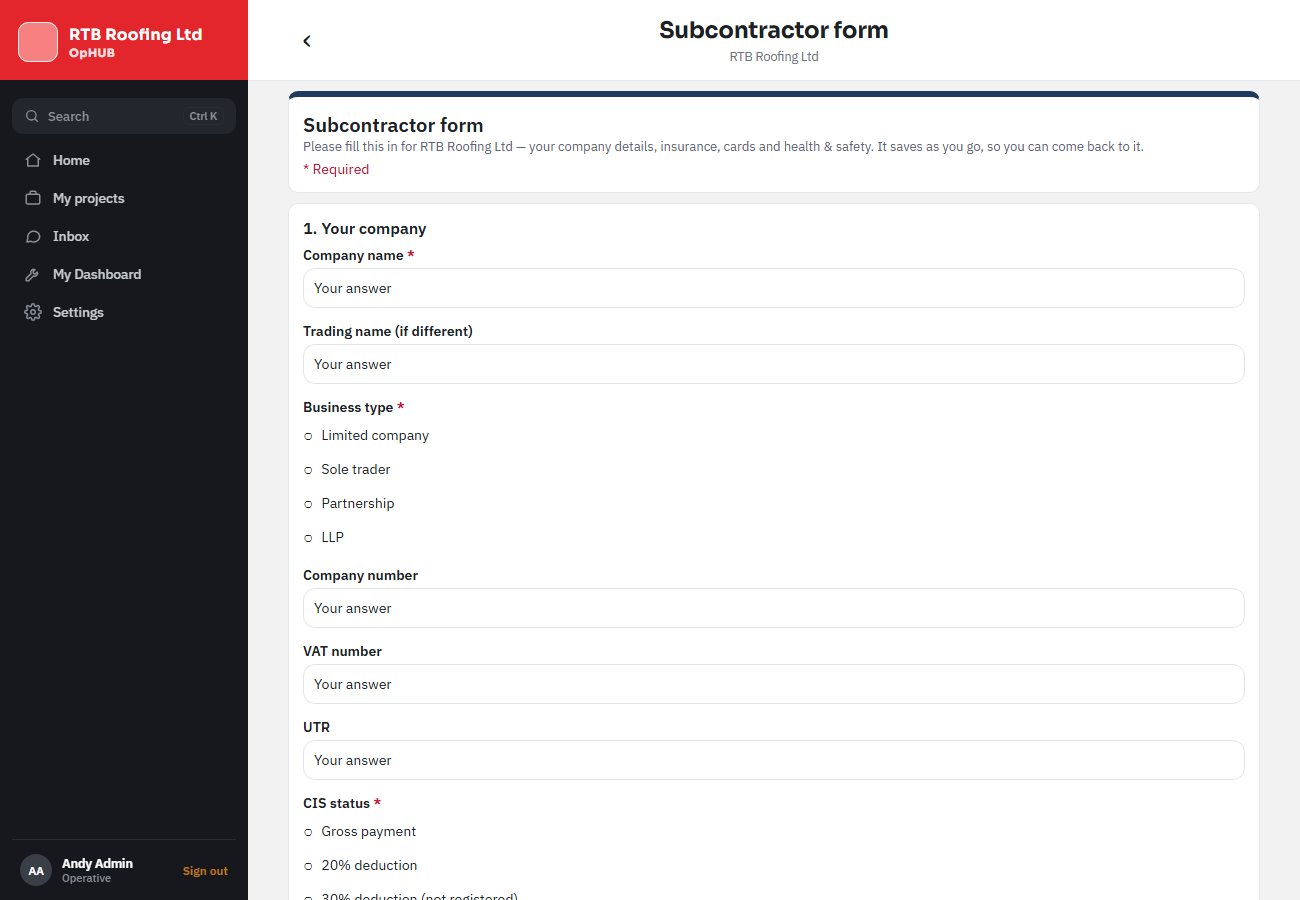 RTB Roofing Ltd
OpHUB
Search
Ctrl K
Home
My projects
Inbox
My Dashboard
Settings
AA
Andy Admin
Operative
Sign out
Subcontractor form
RTB Roofing Ltd
Subcontractor form
Please fill this in for RTB Roofing Ltd — your company details, insurance, cards and health & safety. It saves as you go, so you can come back to it.
* Required
1. Your company
Company name *
Your answer
Trading name (if different)
Your answer
Business type *
Limited company
Sole trader
Partnership
LLP
Company number
Your answer
VAT number
Your answer
UTR
Your answer
CIS status *
Gross payment
20% deduction
30% deduction (not registered)